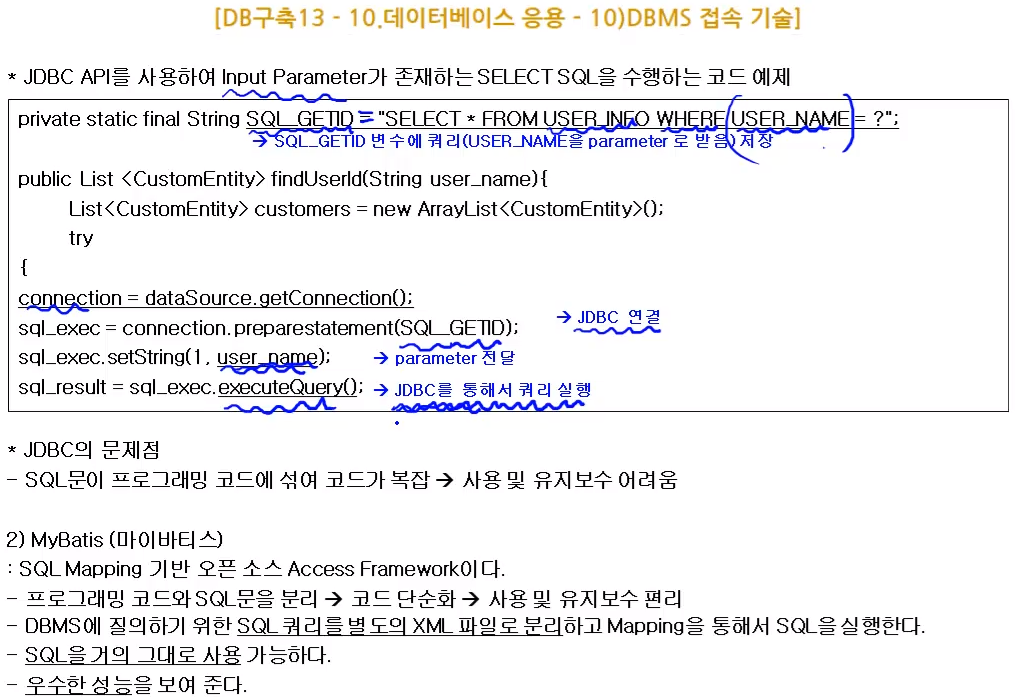 [DB구축13 - 10.데이터베이스 응용 - 10)DBMS 접속 기술]
* JDBC API를 사용하여 Input Parameter가 존재하는 SELECT SQL을 수행하는 코드 예제
private static final String SQL_GETID = "SELECT * FROM USER_INFO WHERE USER_NAME = ?";
→ SQL_GETID 변수에 쿼리(USER_NAME을 parameter 로 받음) 저장
public List <CustomEntity> findUserId(String user_name){
List<CustomEntity> customers = new ArrayList<CustomEntity>();
try
{
connection = dataSource.getConnection();
→ JDBC 연결
sql_exec = connection.preparestatement(SQL_GETID);
sql_exec.setString(1, user_name); → parameter 전달
sql_result = sql_exec.executeQuery(); → JDBC를 통해서 쿼리 실행
* JDBC의 문제점
- SQL문이 프로그래밍 코드에 섞여 코드가 복잡 → 사용 및 유지보수 어려움
2) MyBatis (마이바티스)
: SQL Mapping 기반 오픈 소스 Access Framework이다.
- 프로그래밍 코드와 SQL문을 분리 → 코드 단순화 → 사용 및 유지보수 편리
- DBMS에 질의하기 위한 SQL 쿼리를 별도의 XML 파일로 분리하고 Mapping을 통해서 SQL을 실행한다.
- SQL을 거의 그대로 사용 가능하다.
- 우수한 성능을 보여 준다.